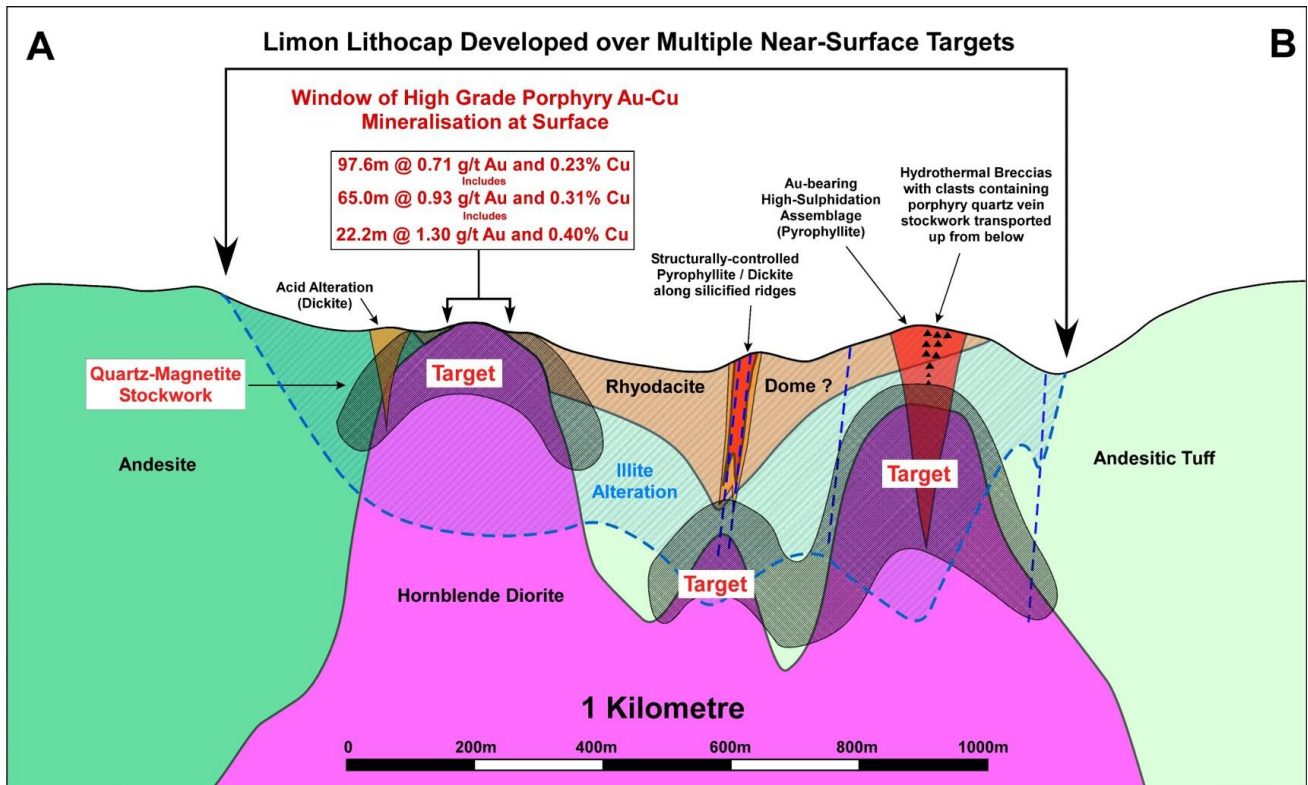 A
B
Limon Lithocap Developed over Multiple Near-Surface Targets
Window of High Grade Porphyry Au-Cu
Mineralisation at Surface
97.6m @ 0.71 g/t Au and 0.23% Cu
Includes
65.0m @ 0.93 g/t Au and 0.31% Cu
Includes
22.2m @ 1.30 g/t Au and 0.40% Cu
Acid Alteration
(Dickite)
Structurally-controlled
Pyrophyllite / Dickite
along silicified ridges
Au-bearing
High-Sulphidation
Assemblage
(Pyrophyllite)
Hydrothermal Breccias
with clasts containing
porphyry quartz vein
stockwork transported
up from below
Quartz-Magnetite
Stockwork
Target
Rhyodacite
Dome ?
Andesite
Illite
Alteration
Target
Andesitic Tuff
Target
Hornblende Diorite
1 Kilometre
0
200m
400m
600m
800m
1000m